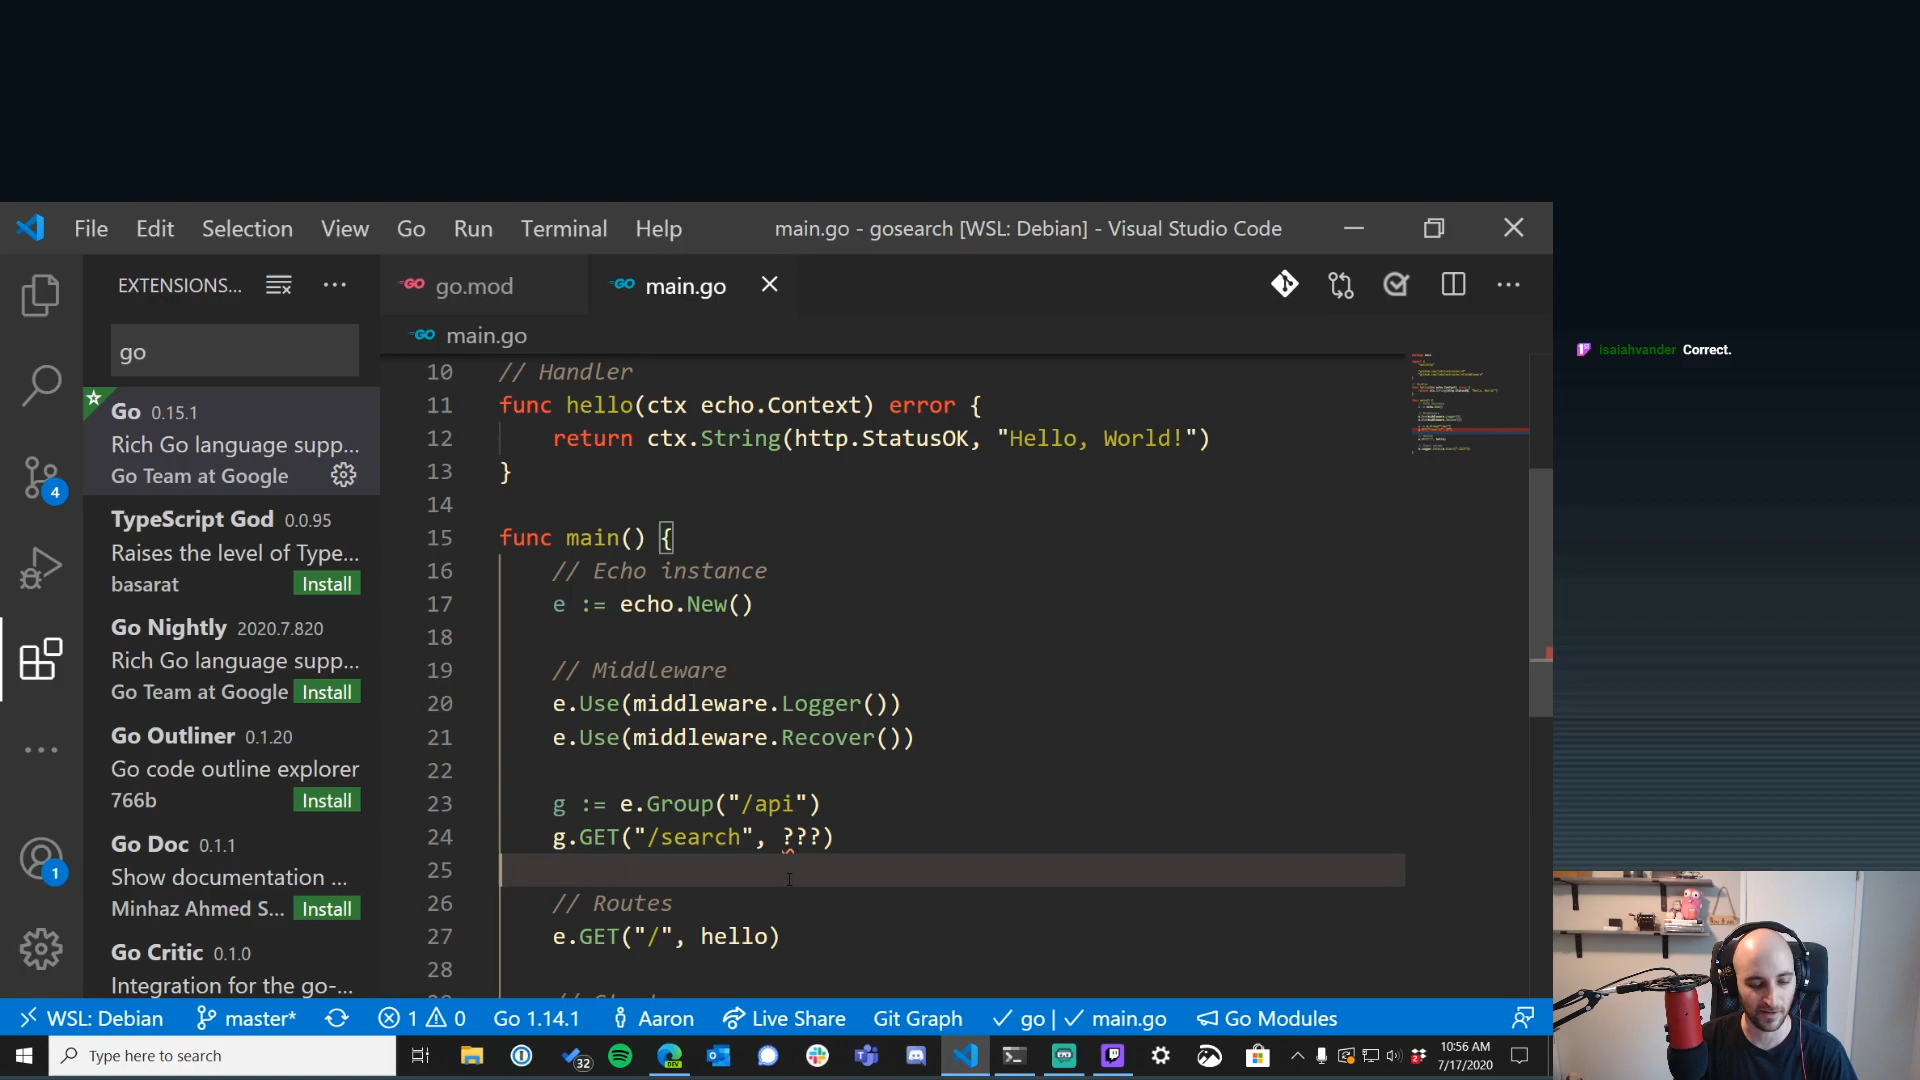 File Edit Selection View Go Run Terminal Help main.go - gosearch [WSL: Debian] - Visual Studio Code
EXTENSIONS...
go
Go 0.15.1
Rich Go language supp...
Go Team at Google
TypeScript God 0.0.95
Raises the level of Type...
basarat Install
Go Nightly 2020.7.820
Rich Go language supp...
Go Team at Google Install
Go Outliner 0.1.20
Go code outline explorer
766b Install
Go Doc 0.1.1
Show documentation ...
Minhaz Ahmed S... Install
Go Critic 0.1.0
Integration for the go-...
4
1
GO go.mod GO main.go
GO main.go
10 // Handler
11 func hello(ctx echo.Context) error {
12 return ctx.String(http.StatusOK, "Hello, World!")
13 }
14
15 func main() {
16 // Echo instance
17 e := echo.New()
18
19 // Middleware
20 e.Use(middleware.Logger())
21 e.Use(middleware.Recover())
22
23 g := e.Group("/api")
24 g.GET("/search", ???)
25
26 // Routes
27 e.GET("/", hello)
28
isaiahvander Correct.
WSL: Debian master* 1 0 Go 1.14.1 Aaron Live Share Git Graph ✓ go | ✓ main.go Go Modules
Type here to search
32
DEV
10:56 AM
7/17/2020